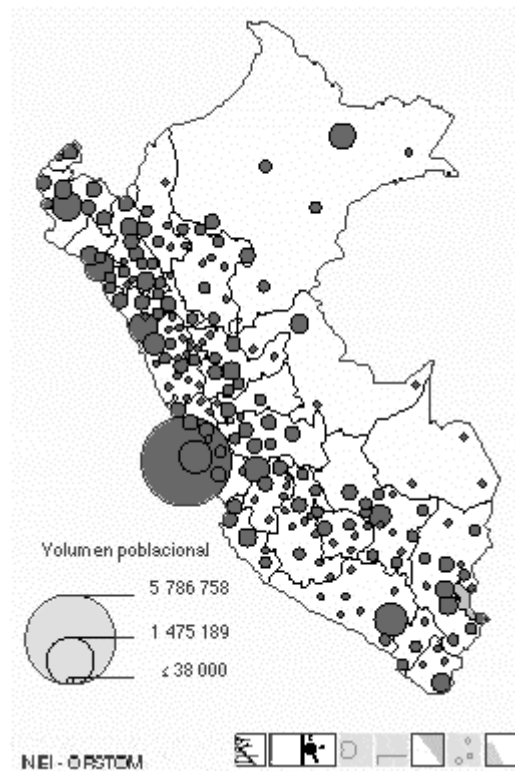 Volumen poblacional
5 786 758
1 475 189
≤ 38 000
INEI - ORSTOM